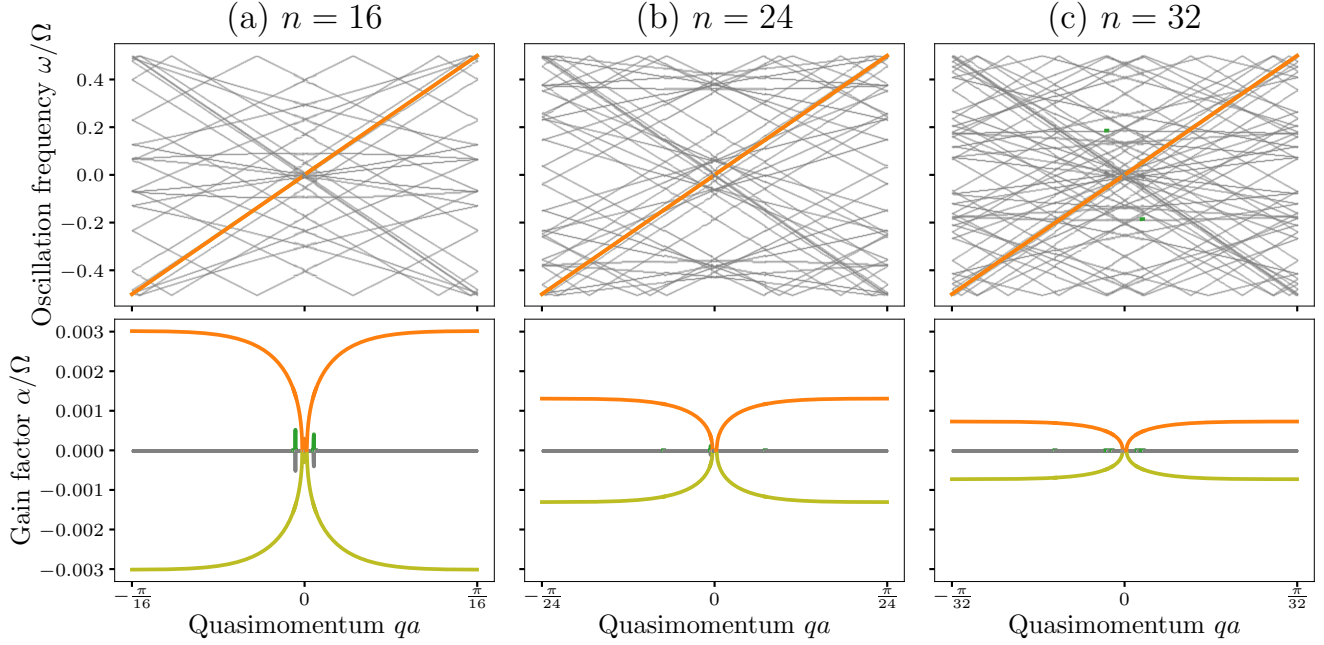 (a) n = 16
(b) n = 24
(c) n = 32
Oscillation frequency ω/Ω
0.4
0.2
0.0
−0.2
−0.4
Gain factor α/Ω
0.003
0.002
0.001
0.000
−0.001
−0.002
−0.003
−π/16 0 π/16
−π/24 0 π/24
−π/32 0 π/32
Quasimomentum qa
Quasimomentum qa
Quasimomentum qa